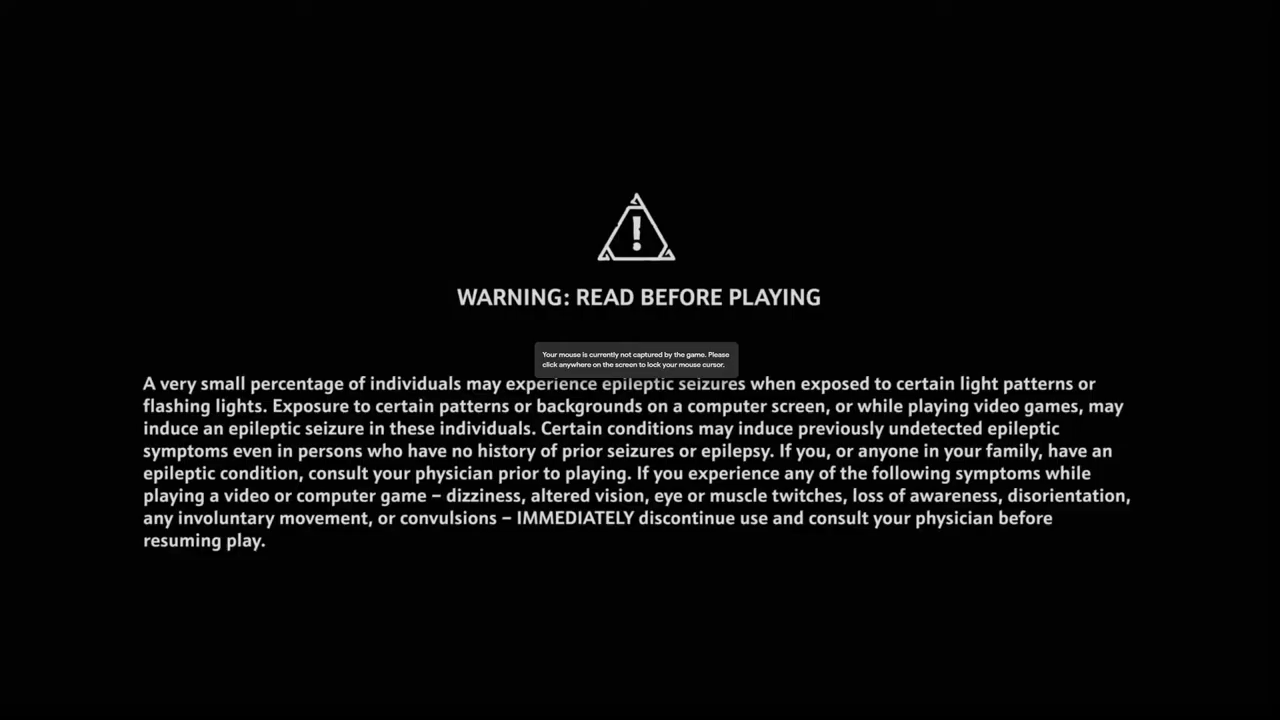 !
WARNING: READ BEFORE PLAYING
Your mouse is currently not captured by the game. Please
click anywhere on the screen to lock your mouse cursor.
A very small percentage of individuals may experience epileptic seizures when exposed to certain light patterns or
flashing lights. Exposure to certain patterns or backgrounds on a computer screen, or while playing video games, may
induce an epileptic seizure in these individuals. Certain conditions may induce previously undetected epileptic
symptoms even in persons who have no history of prior seizures or epilepsy. If you, or anyone in your family, have an
epileptic condition, consult your physician prior to playing. If you experience any of the following symptoms while
playing a video or computer game – dizziness, altered vision, eye or muscle twitches, loss of awareness, disorientation,
any involuntary movement, or convulsions – IMMEDIATELY discontinue use and consult your physician before
resuming play.